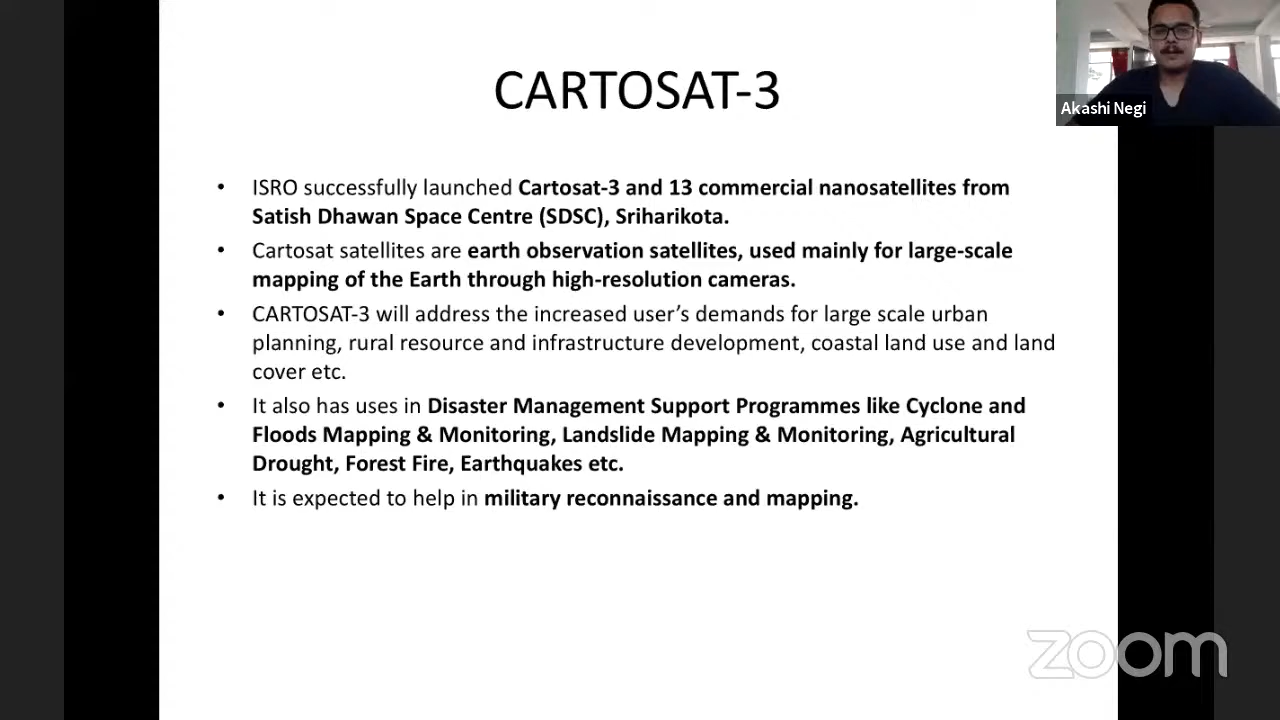 CARTOSAT-3
Akashi Negi
• ISRO successfully launched Cartosat-3 and 13 commercial nanosatellites from
Satish Dhawan Space Centre (SDSC), Sriharikota.
• Cartosat satellites are earth observation satellites, used mainly for large-scale
mapping of the Earth through high-resolution cameras.
• CARTOSAT-3 will address the increased user’s demands for large scale urban
planning, rural resource and infrastructure development, coastal land use and land
cover etc.
• It also has uses in Disaster Management Support Programmes like Cyclone and
Floods Mapping & Monitoring, Landslide Mapping & Monitoring, Agricultural
Drought, Forest Fire, Earthquakes etc.
• It is expected to help in military reconnaissance and mapping.
zoom